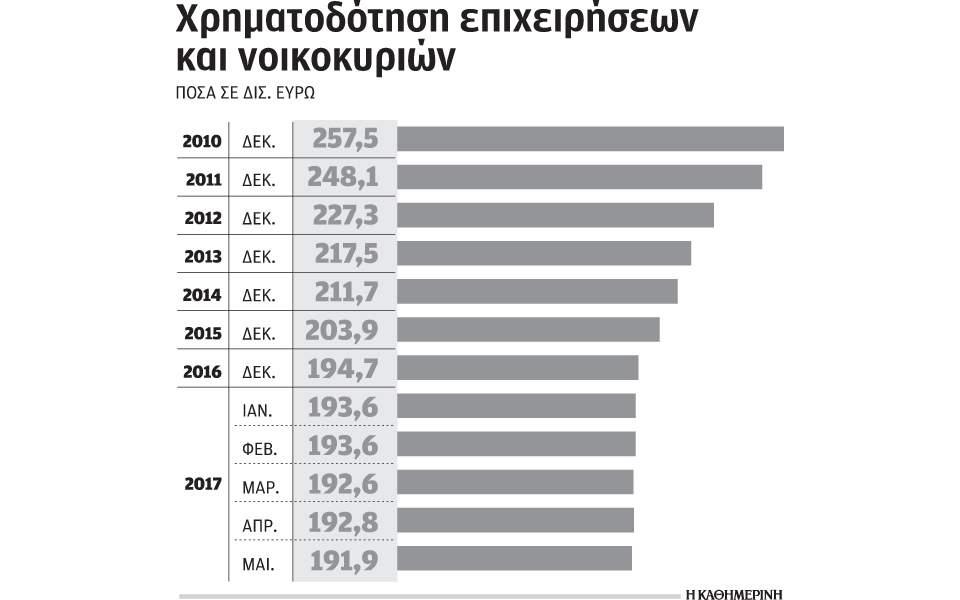 Χρηματοδότηση επιχειρήσεων
και νοικοκυριών
ΠΟΣΑ ΣΕ ΔΙΣ. ΕΥΡΩ
2010 ΔΕΚ. 257,5
2011 ΔΕΚ. 248,1
2012 ΔΕΚ. 227,3
2013 ΔΕΚ. 217,5
2014 ΔΕΚ. 211,7
2015 ΔΕΚ. 203,9
2016 ΔΕΚ. 194,7
2017 ΙΑΝ. 193,6
ΦΕΒ. 193,6
ΜΑΡ. 192,6
ΑΠΡ. 192,8
ΜΑΙ. 191,9
Η ΚΑΘΗΜΕΡΙΝΗ